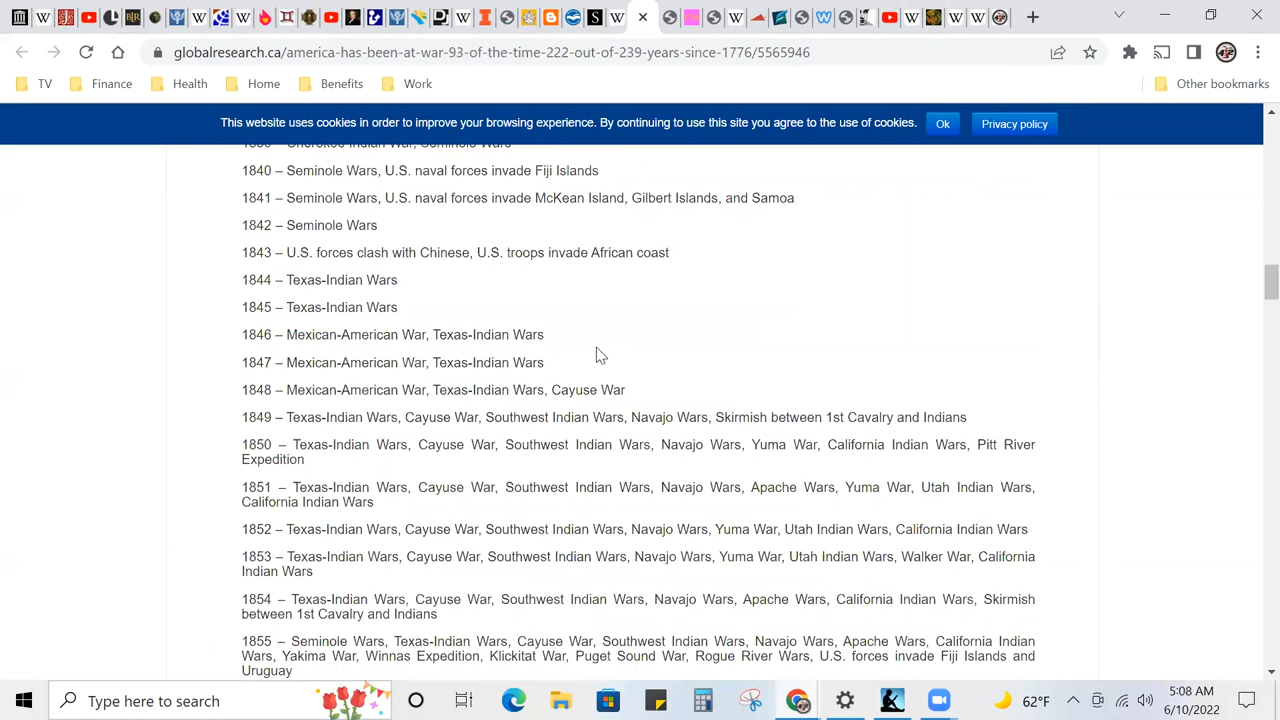 globalresearch.ca/america-has-been-at-war-93-of-the-time-222-out-of-239-years-since-1776/5565946
TV Finance Health Home Benefits Work Other bookmarks
This website uses cookies in order to improve your browsing experience. By continuing to use this site you agree to the use of cookies. Ok Privacy policy
1840 – Seminole Wars, U.S. naval forces invade Fiji Islands
1841 – Seminole Wars, U.S. naval forces invade McKean Island, Gilbert Islands, and Samoa
1842 – Seminole Wars
1843 – U.S. forces clash with Chinese, U.S. troops invade African coast
1844 – Texas-Indian Wars
1845 – Texas-Indian Wars
1846 – Mexican-American War, Texas-Indian Wars
1847 – Mexican-American War, Texas-Indian Wars
1848 – Mexican-American War, Texas-Indian Wars, Cayuse War
1849 – Texas-Indian Wars, Cayuse War, Southwest Indian Wars, Navajo Wars, Skirmish between 1st Cavalry and Indians
1850 – Texas-Indian Wars, Cayuse War, Southwest Indian Wars, Navajo Wars, Yuma War, California Indian Wars, Pitt River
Expedition
1851 – Texas-Indian Wars, Cayuse War, Southwest Indian Wars, Navajo Wars, Apache Wars, Yuma War, Utah Indian Wars,
California Indian Wars
1852 – Texas-Indian Wars, Cayuse War, Southwest Indian Wars, Navajo Wars, Yuma War, Utah Indian Wars, California Indian Wars
1853 – Texas-Indian Wars, Cayuse War, Southwest Indian Wars, Navajo Wars, Yuma War, Utah Indian Wars, Walker War, California
Indian Wars
1854 – Texas-Indian Wars, Cayuse War, Southwest Indian Wars, Navajo Wars, Apache Wars, California Indian Wars, Skirmish
between 1st Cavalry and Indians
1855 – Seminole Wars, Texas-Indian Wars, Cayuse War, Southwest Indian Wars, Navajo Wars, Apache Wars, California Indian
Wars, Yakima War, Winnas Expedition, Klickitat War, Puget Sound War, Rogue River Wars, U.S. forces invade Fiji Islands and
Uruguay
Type here to search 62°F 5:08 AM
6/10/2022